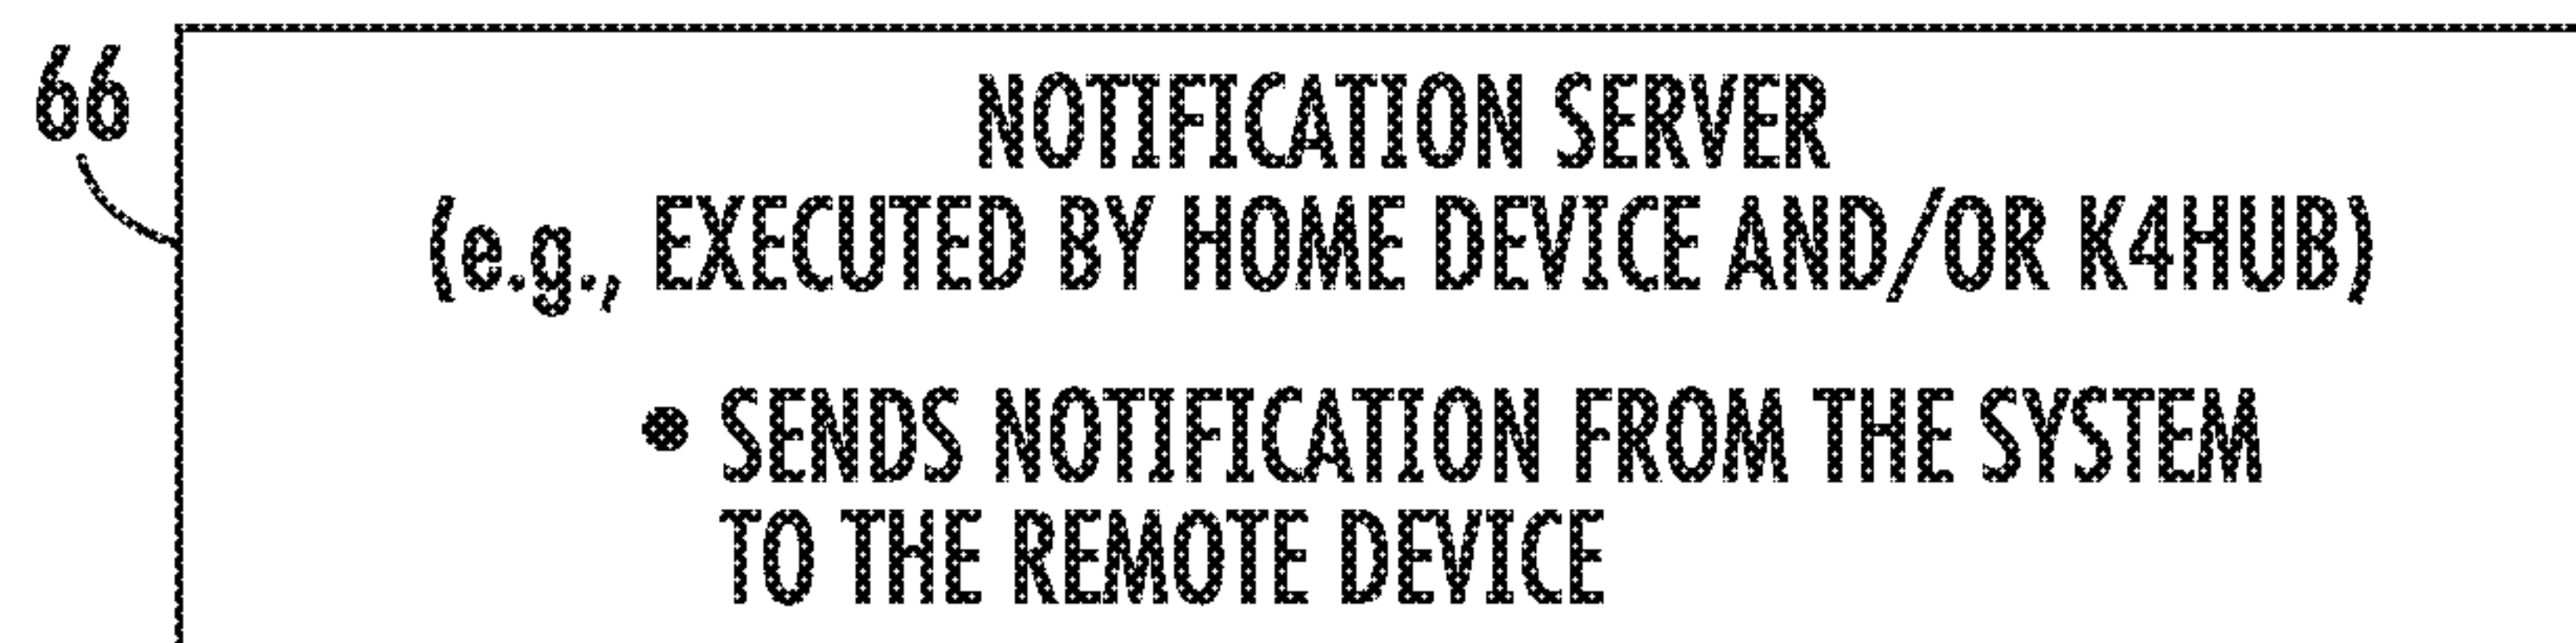 66
NOTIFICATION SERVER
(e.g., EXECUTED BY HOME DEVICE AND/OR K4HUB)
• SENDS NOTIFICATION FROM THE SYSTEM
TO THE REMOTE DEVICE